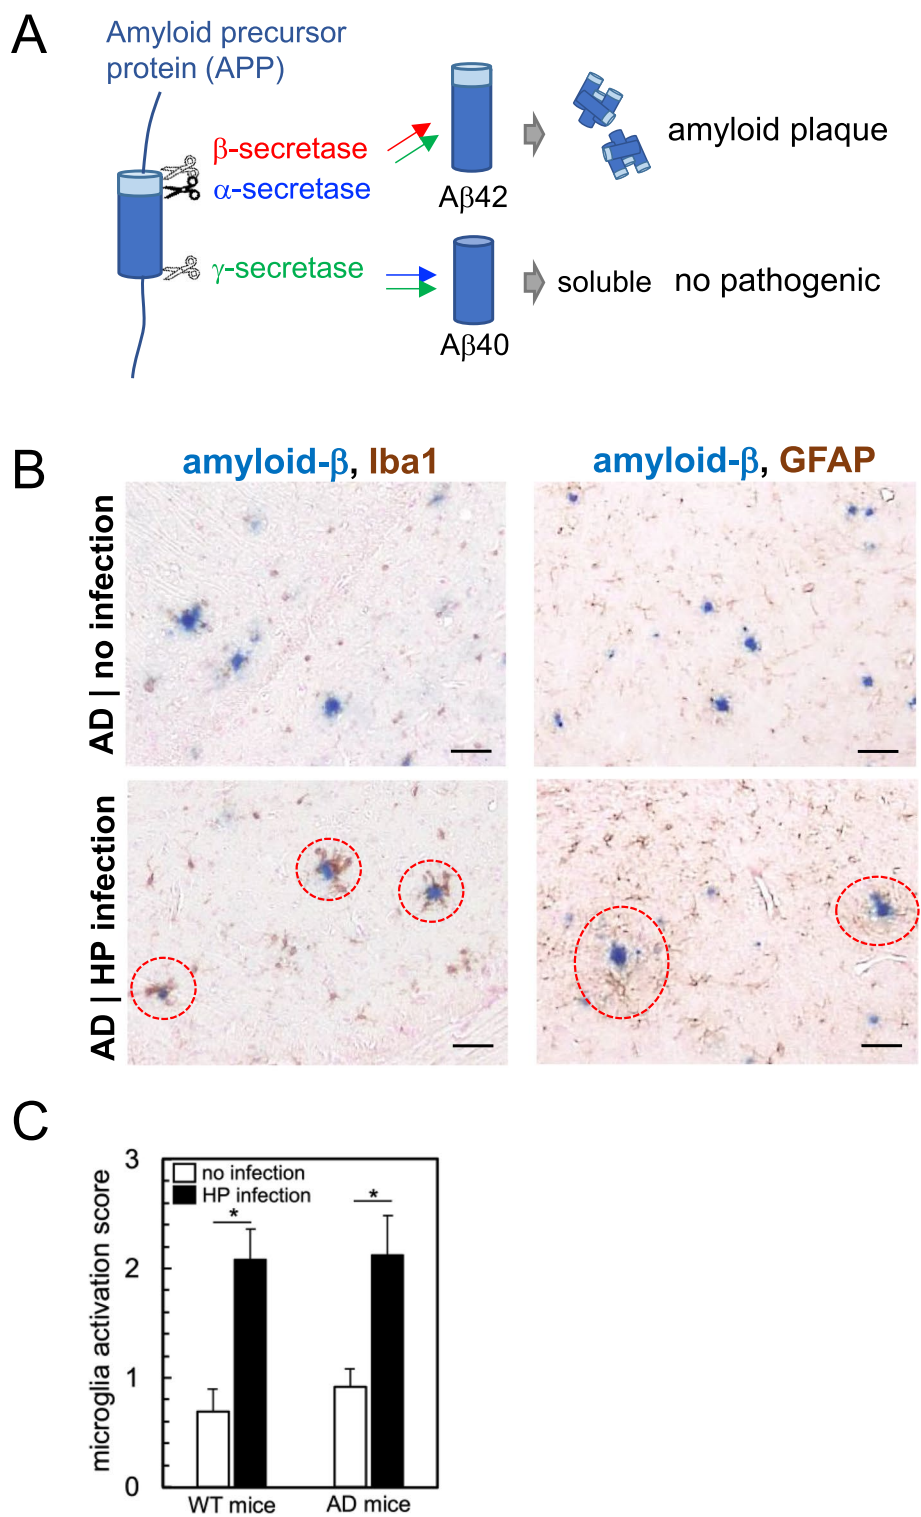 A
Amyloid precursor
protein (APP)
β-secretase
α-secretase
γ-secretase
Aβ42
amyloid plaque
Aβ40
soluble
no pathogenic
B
amyloid-β, Iba1
amyloid-β, GFAP
AD | no infection
AD | HP infection
C
microglia activation score
3
2
1
0
no infection
HP infection
*
*
WT mice
AD mice